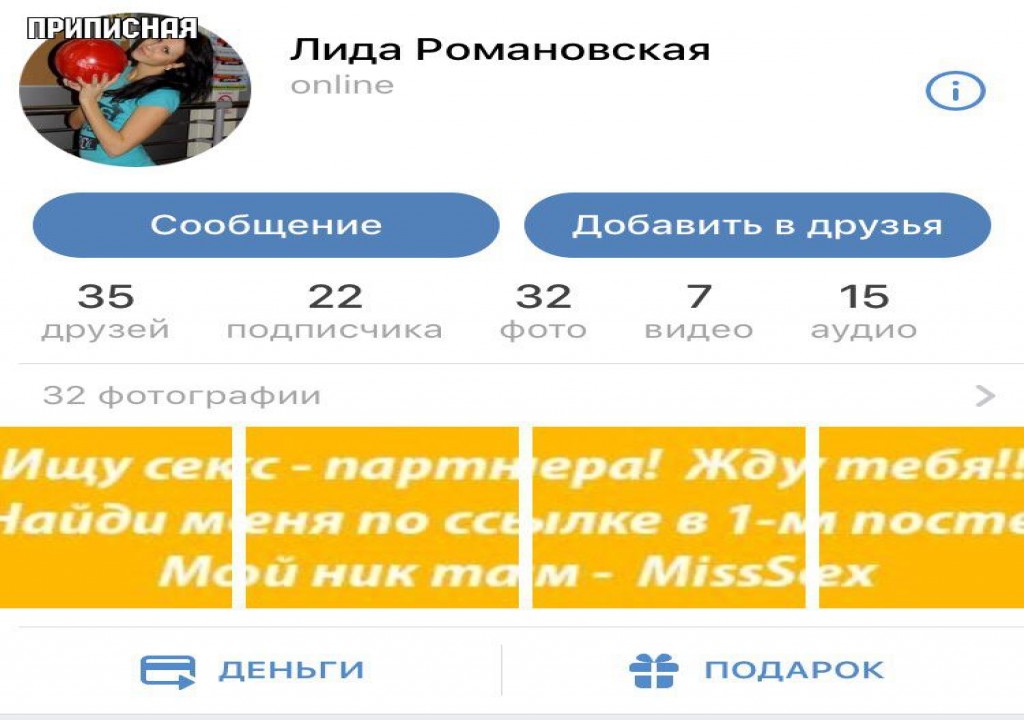 ПРИПИСНАЯ
Лида Романовская
online
Сообщение
Добавить в друзья
35 22 32 7 15
друзей подписчика фото видео аудио
32 фотографии
Ищу секс - партнера! Жду тебя!!
Найди меня по ссылке в 1-м посте
Мой ник там - MissSex
ДЕНЬГИ
ПОДАРОК